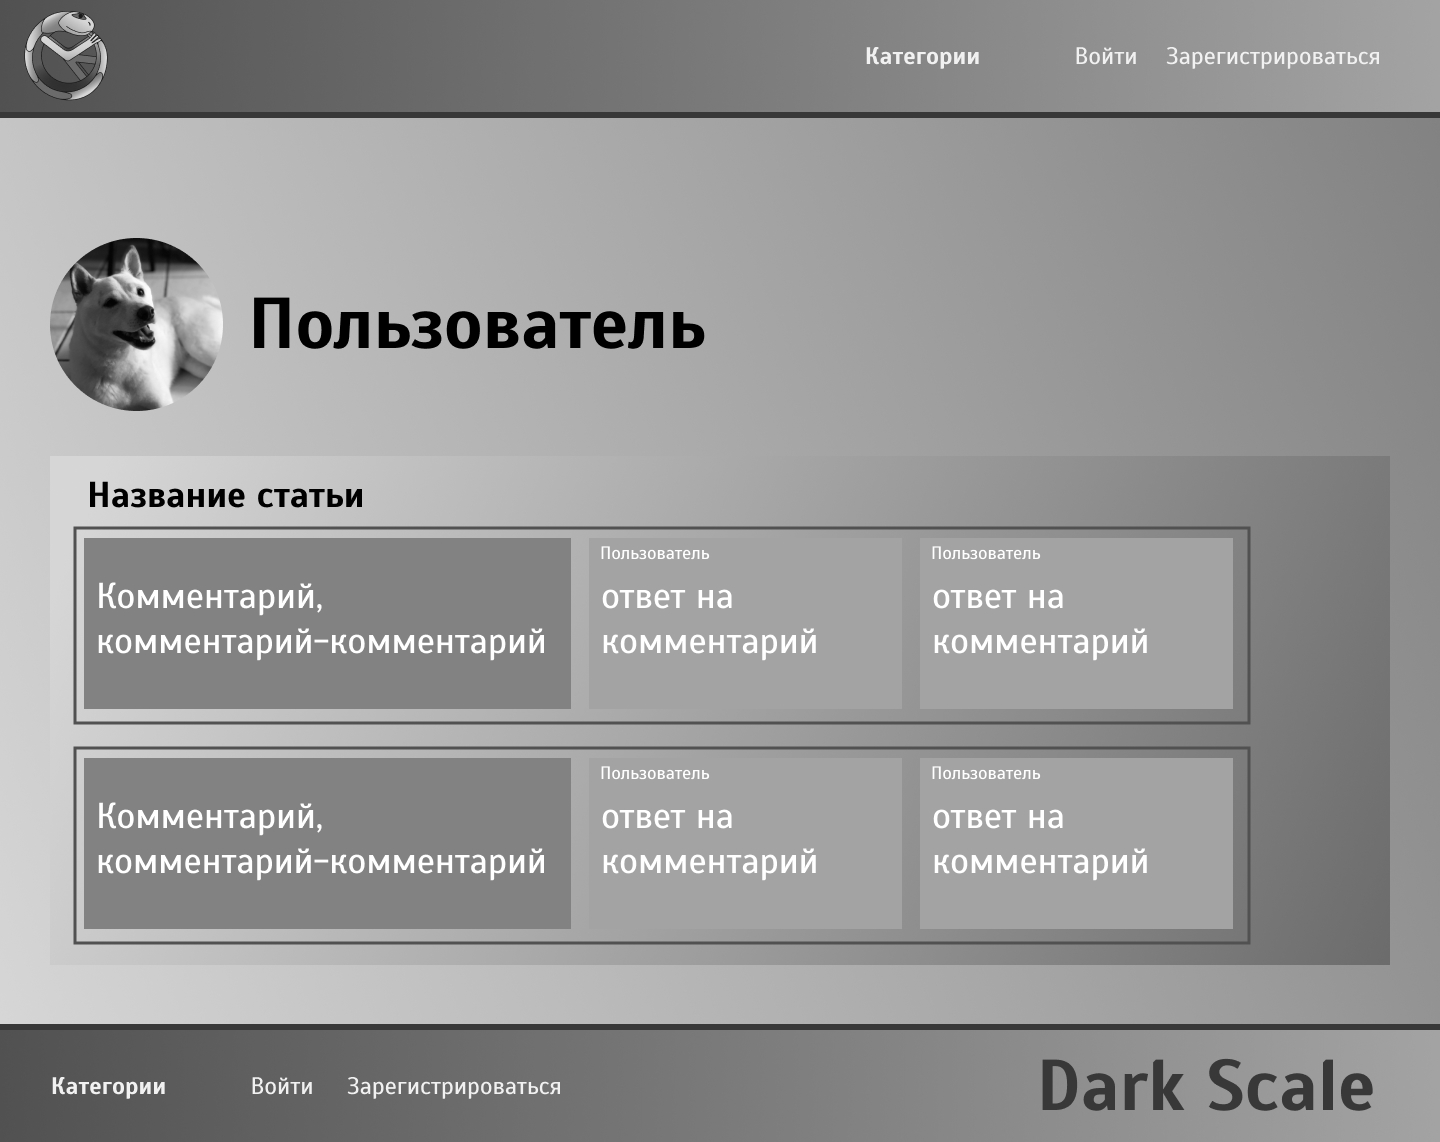 Категории Войти Зарегистрироваться
Пользователь
Название статьи
Комментарий,
комментарий-комментарий
Пользователь
ответ на
комментарий
Пользователь
ответ на
комментарий
Комментарий,
комментарий-комментарий
Пользователь
ответ на
комментарий
Пользователь
ответ на
комментарий
Категории Войти Зарегистрироваться
Dark Scale